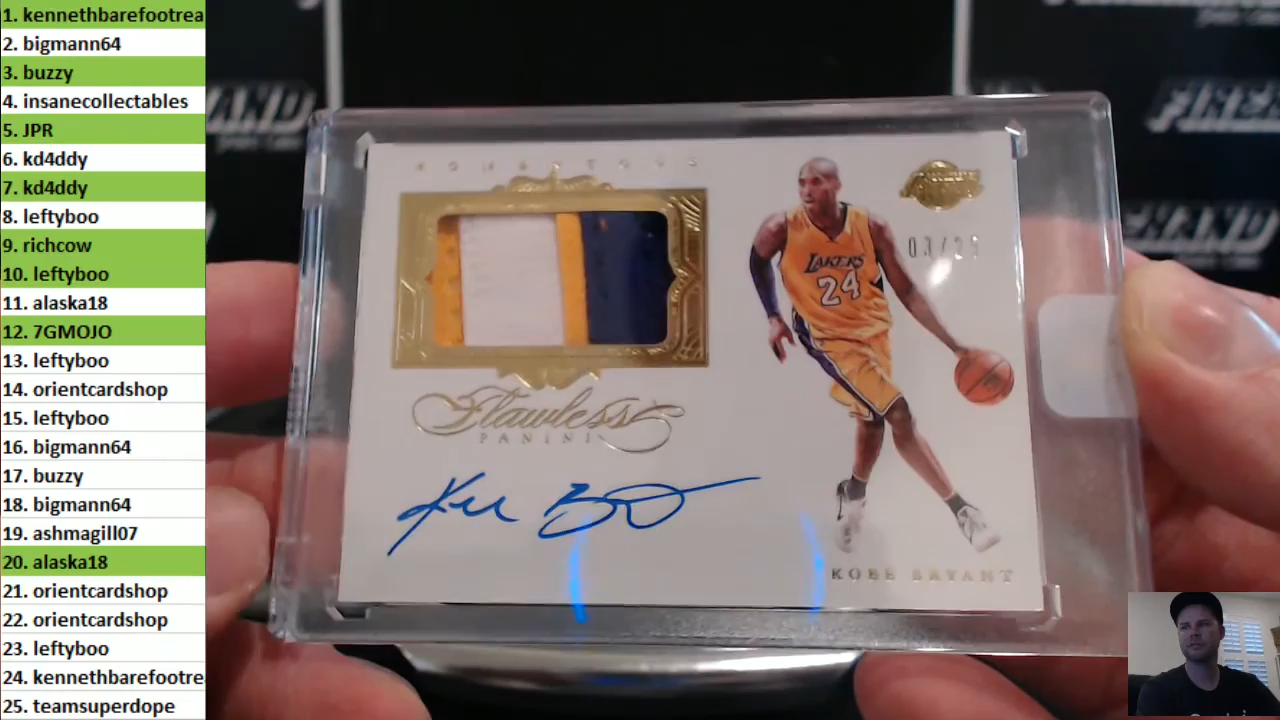 1. kennethbarefootrea
2. bigmann64
3. buzzy
4. insanecollectables
5. JPR
6. kd4ddy
7. kd4ddy
8. leftyboo
9. richcow
10. leftyboo
11. alaska18
12. 7GMOJO
13. leftyboo
14. orientcardshop
15. leftyboo
16. bigmann64
17. buzzy
18. bigmann64
19. ashmagill07
20. alaska18
21. orientcardshop
22. orientcardshop
23. leftyboo
24. kennethbarefootrea
25. teamsuperdope
LAKERS
24
Flawless
PANINI
KOBE BRYANT